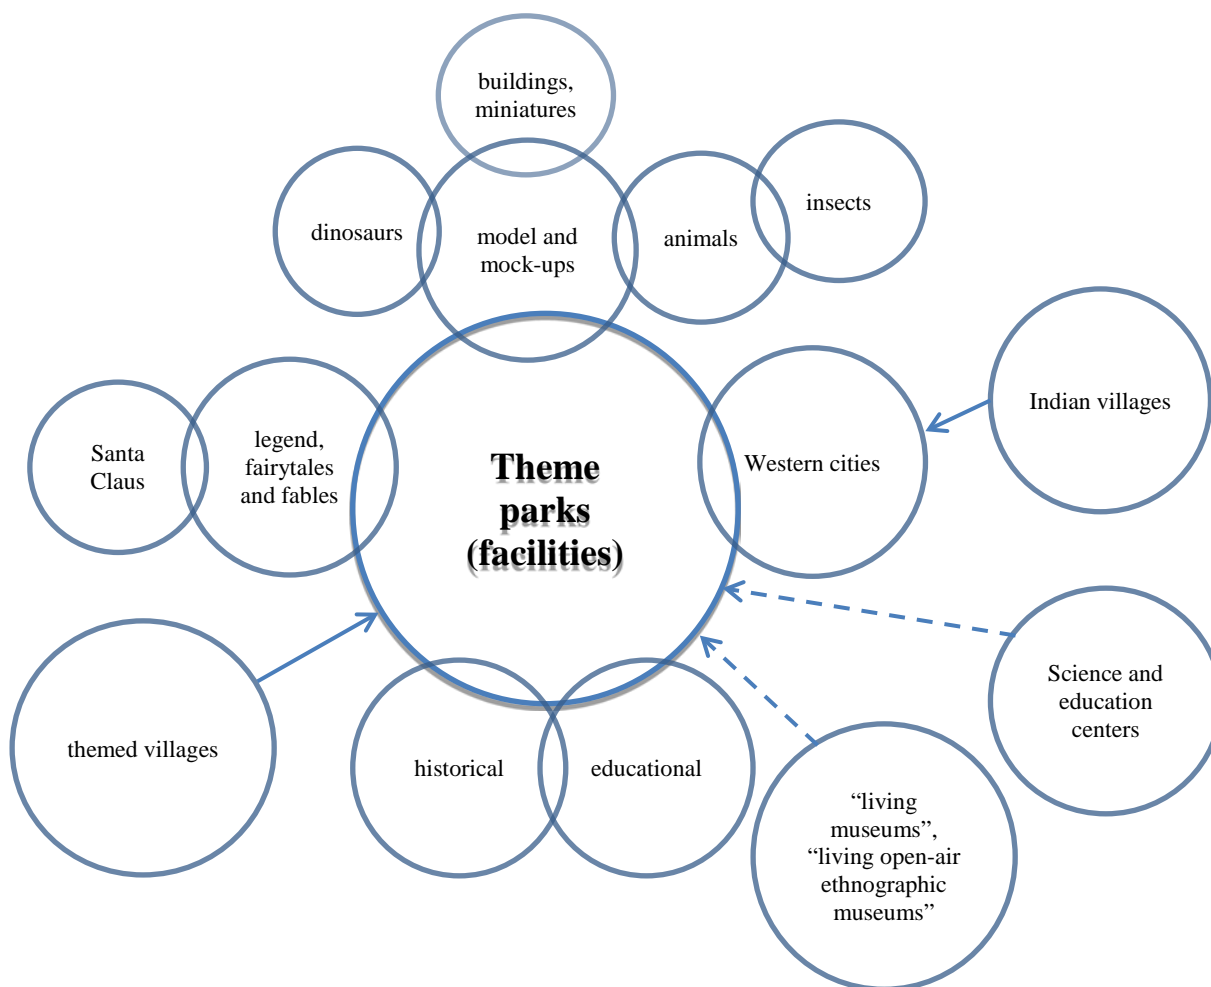 buildings,
miniatures
insects
dinosaurs
model and
mock-ups
animals
Indian villages
Santa
Claus
legend,
fairytales
and fables
Theme
parks
(facilities)
Western cities
Science and
education
centers
themed villages
historical
educational
“living
museums”,
“living open-air
ethnographic
museums”